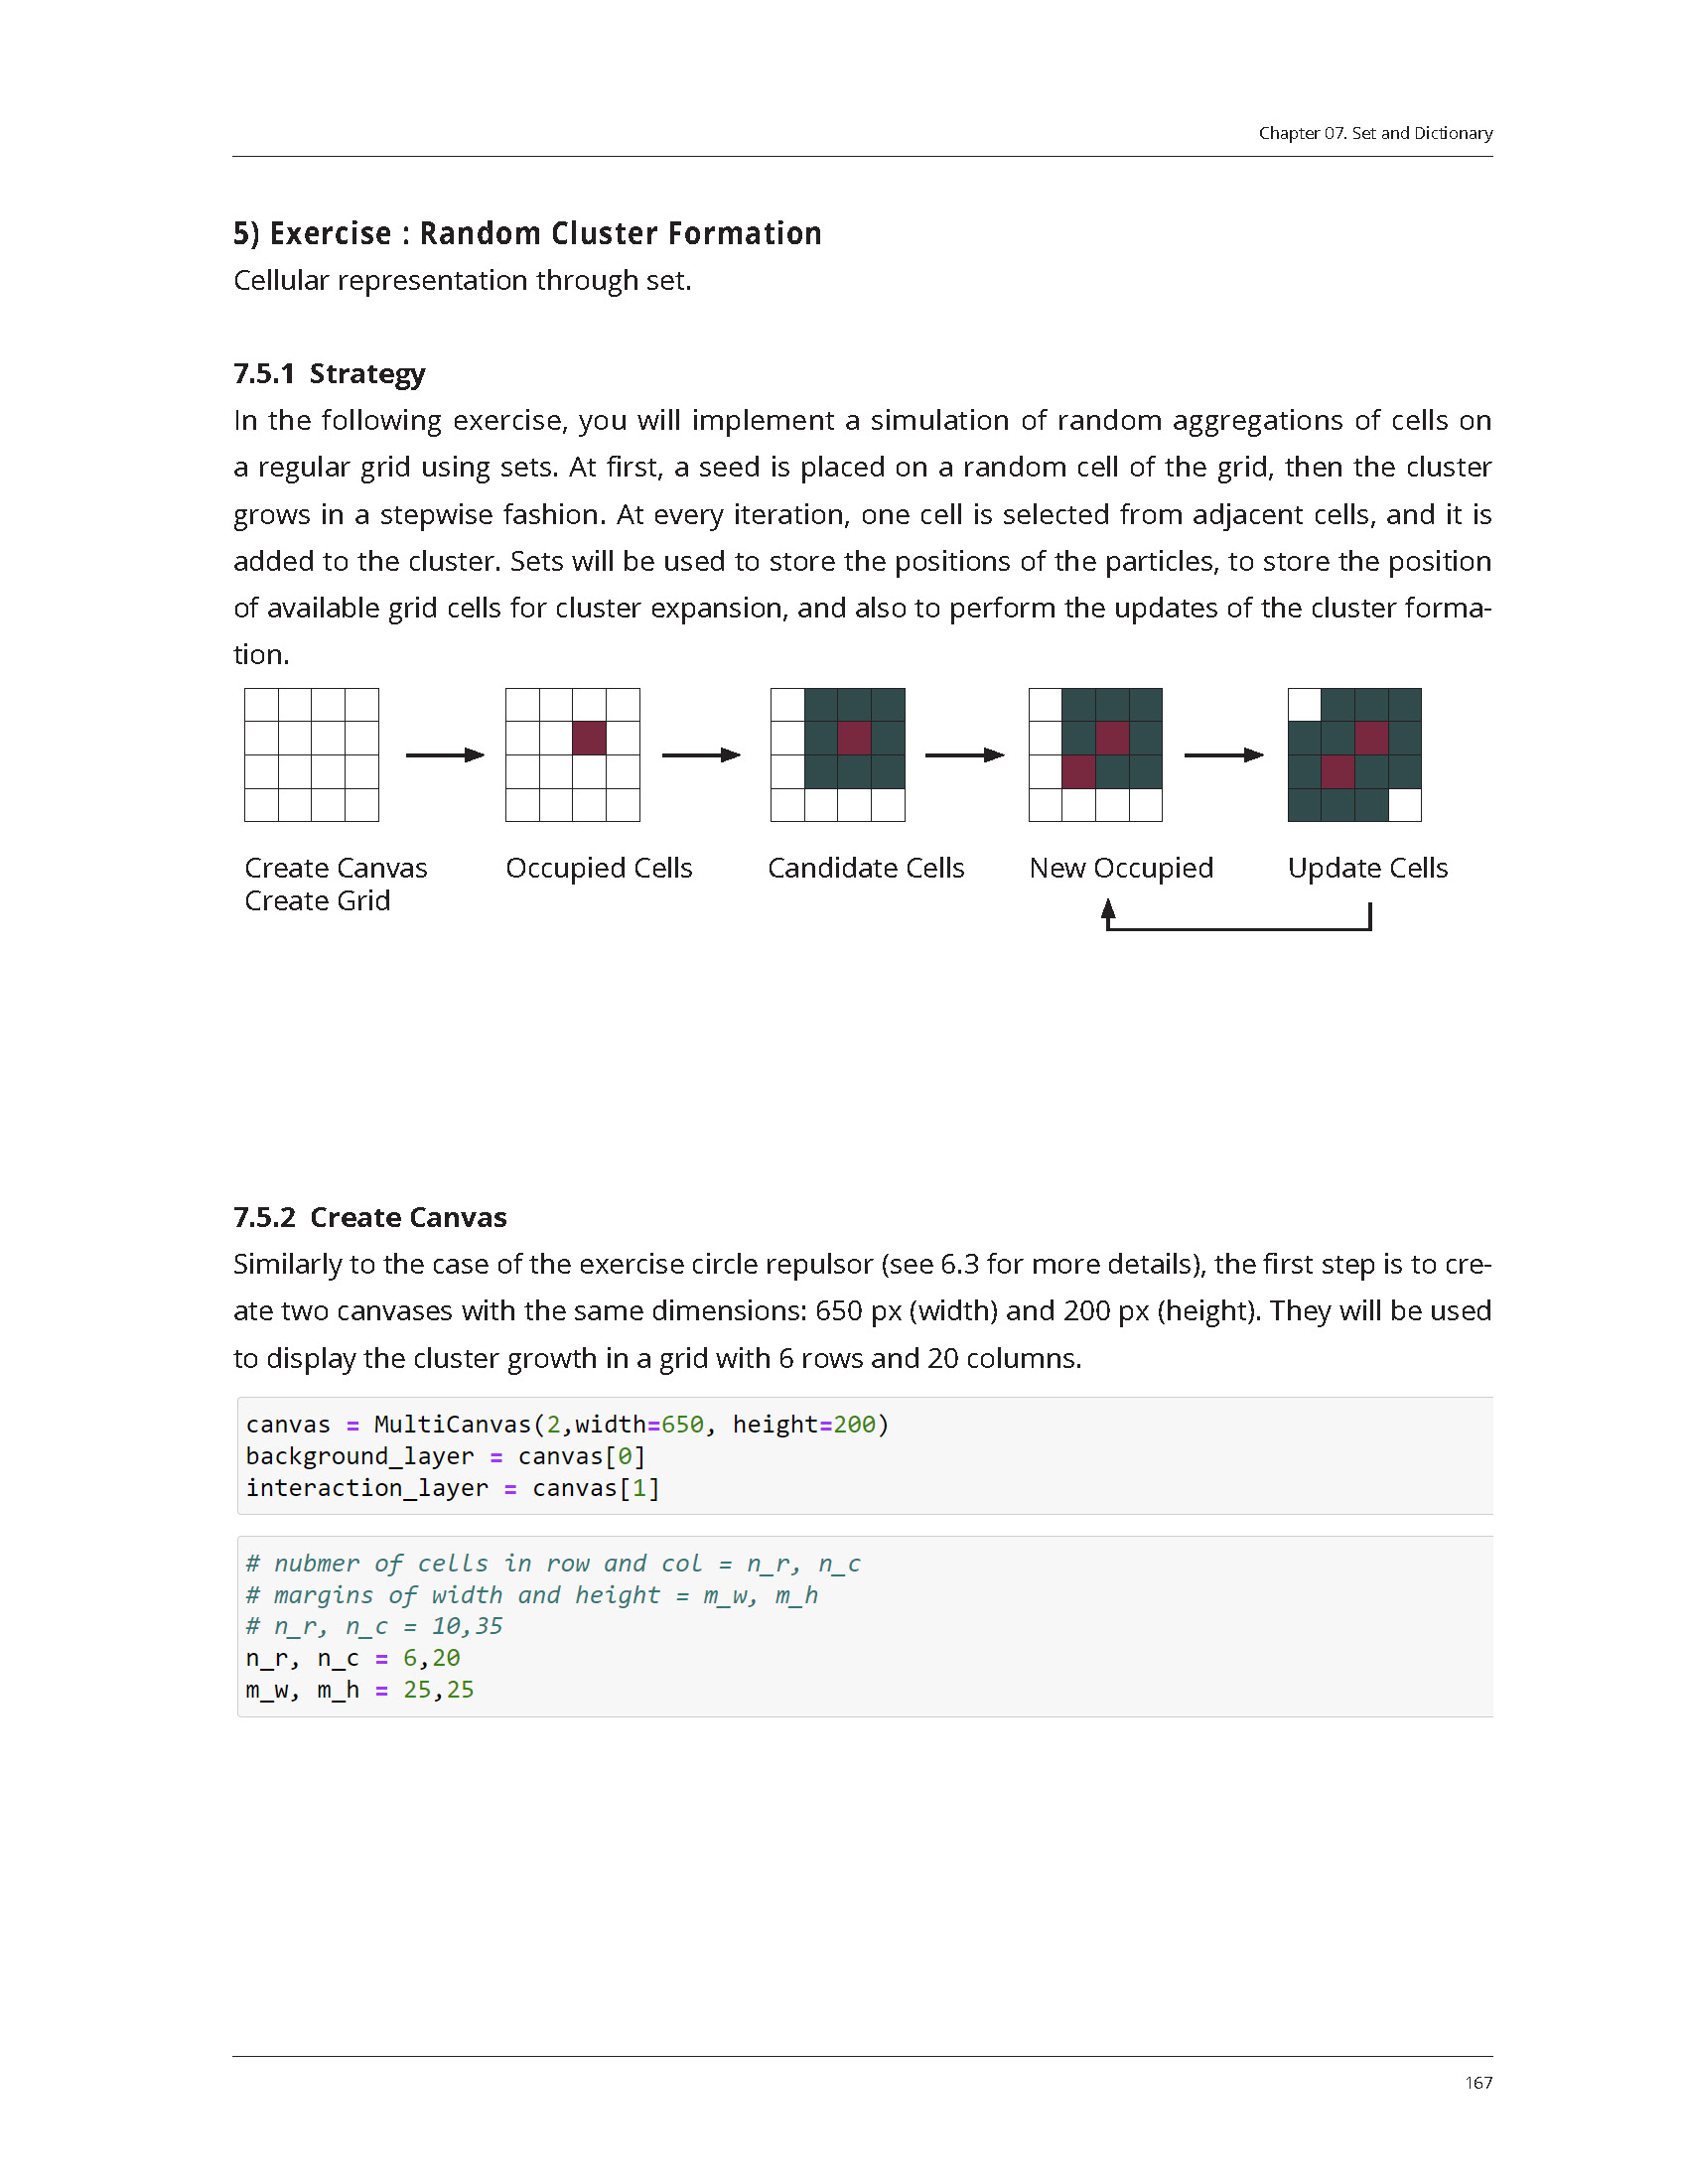 Chapter 07. Set and Dictionary
5) Exercise : Random Cluster Formation
Cellular representation through set.
7.5.1 Strategy
In the following exercise, you will implement a simulation of random aggregations of cells on
a regular grid using sets. At first, a seed is placed on a random cell of the grid, then the cluster
grows in a stepwise fashion. At every iteration, one cell is selected from adjacent cells, and it is
added to the cluster. Sets will be used to store the positions of the particles, to store the position
of available grid cells for cluster expansion, and also to perform the updates of the cluster forma-
tion.
Create Canvas
Create Grid
Occupied Cells
Candidate Cells
New Occupied
Update Cells
7.5.2 Create Canvas
Similarly to the case of the exercise circle repulsor (see 6.3 for more details), the first step is to cre-
ate two canvases with the same dimensions: 650 px (width) and 200 px (height). They will be used
to display the cluster growth in a grid with 6 rows and 20 columns.
canvas = MultiCanvas(2,width=650, height=200)
background_layer = canvas[0]
interaction_layer = canvas[1]
# nubmer of cells in row and col = n_r, n_c
# margins of width and height = m_w, m_h
# n_r, n_c = 10,35
n_r, n_c = 6,20
m_w, m_h = 25,25
167